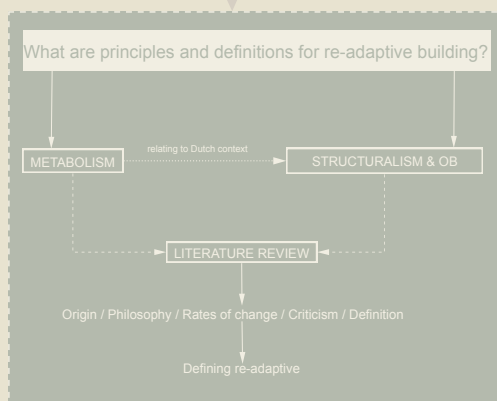 What are principles and definitions for re-adaptive building?
relating to Dutch context
METABOLISM
STRUCTURALISM & OB
LITERATURE REVIEW
Origin / Philosophy / Rates of change / Criticism / Definition
Defining re-adaptive